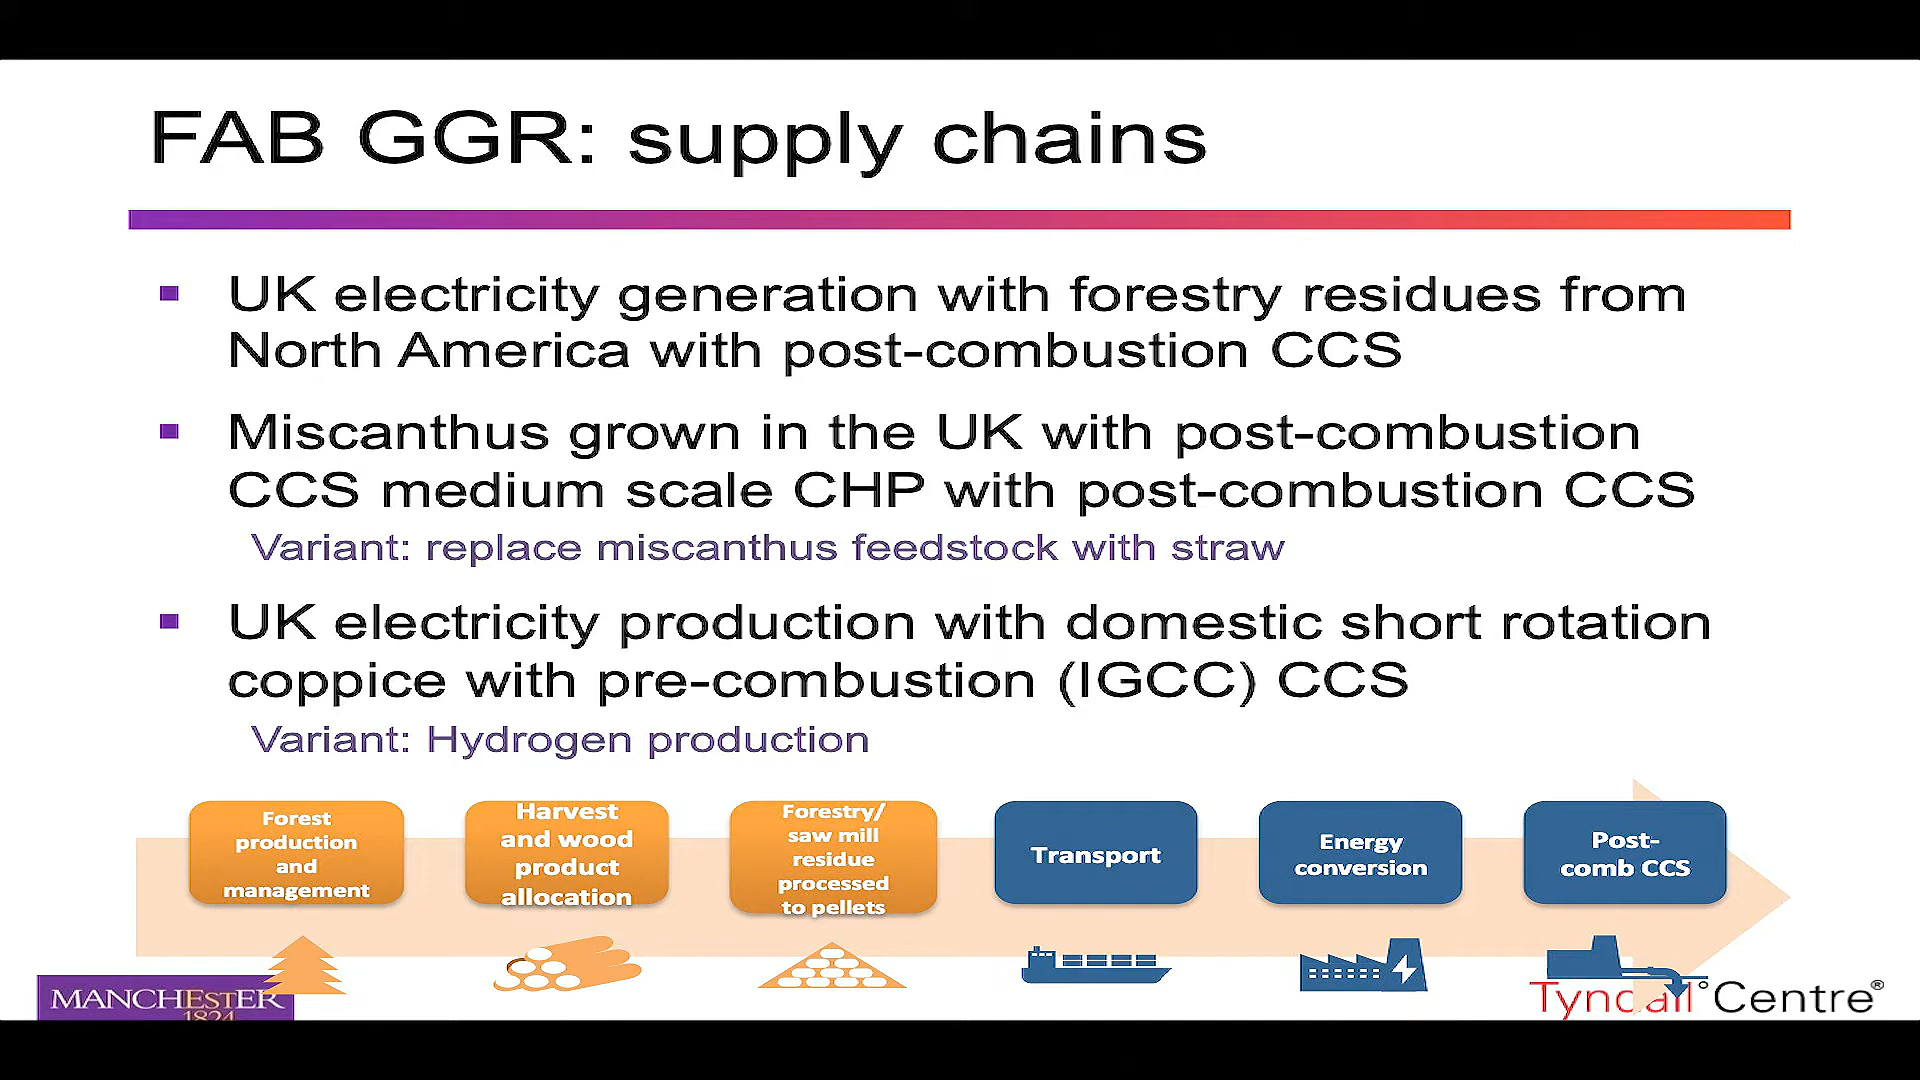 FAB GGR: supply chains
UK electricity generation with forestry residues from
North America with post-combustion CCS
Miscanthus grown in the UK with post-combustion
CCS medium scale CHP with post-combustion CCS
Variant: replace miscanthus feedstock with straw
UK electricity production with domestic short rotation
coppice with pre-combustion (IGCC) CCS
Variant: Hydrogen production
Forest
production
and
management
Harvest
and wood
product
allocation
Forestry/
saw mill
residue
processed
to pellets
Transport
Energy
conversion
Post-
comb CCS
MANCHESTER
1824
Tyndall°Centre®